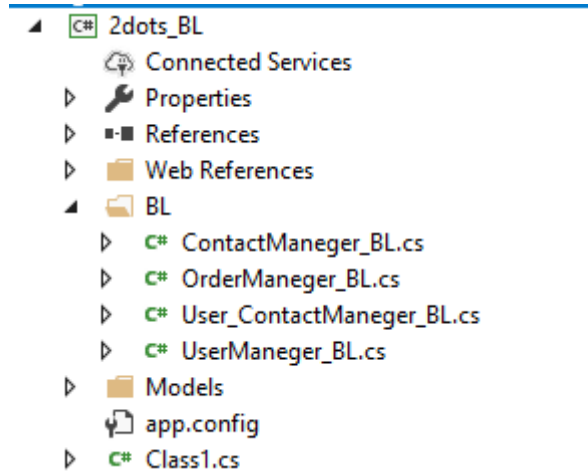 C# 2dots_BL
Connected Services
Properties
References
Web References
BL
C# ContactManeger_BL.cs
C# OrderManeger_BL.cs
C# User_ContactManeger_BL.cs
C# UserManeger_BL.cs
Models
app.config
C# Class1.cs